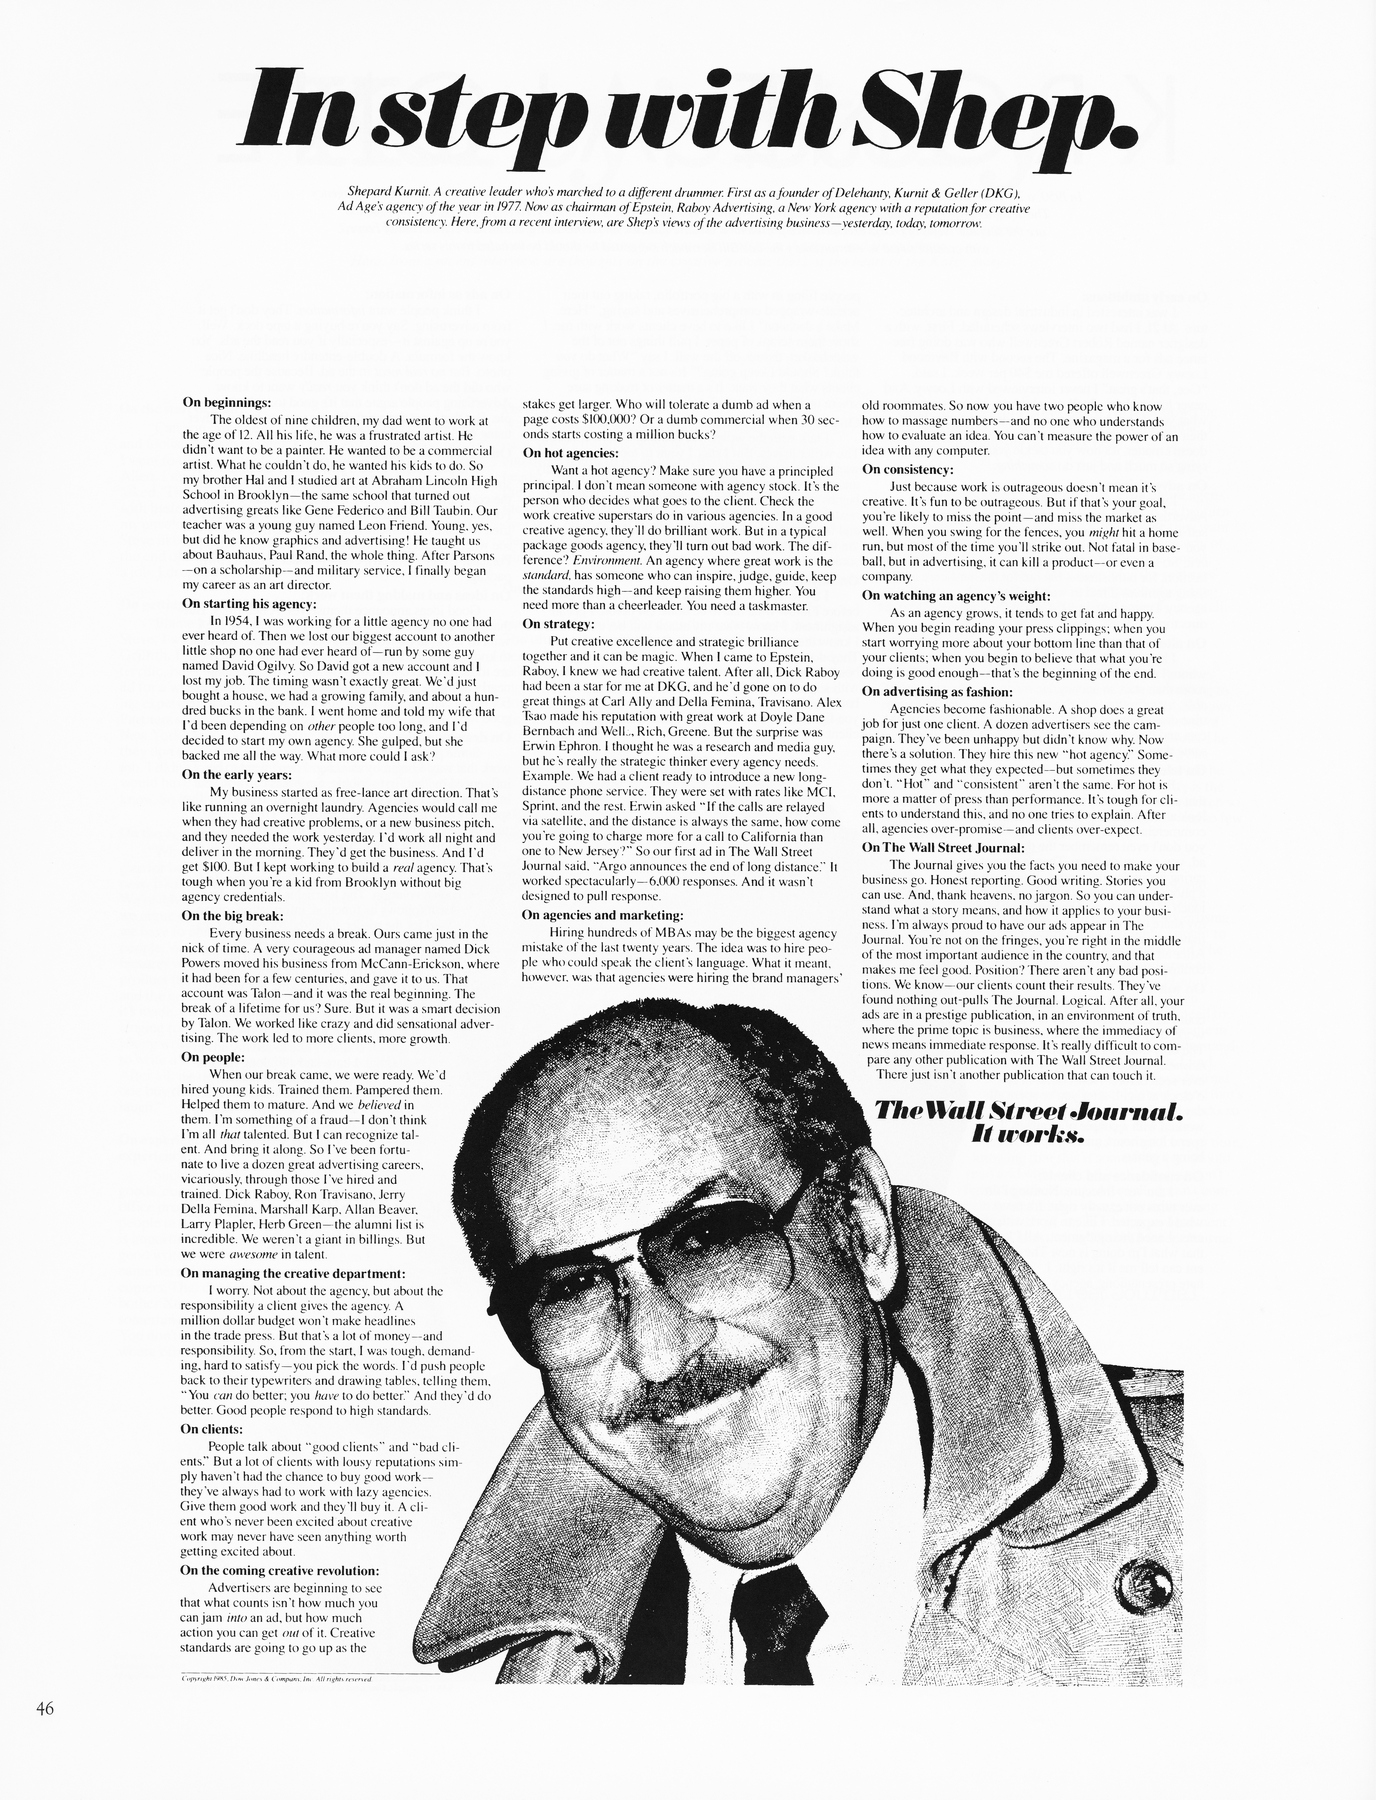 In step with Shep.
Shepard Kurnit. A creative leader who's marched to a different drummer. First as a founder of Delehanty, Kurnit & Geller (DKG),
Ad Age's agency of the year in 1977. Now as chairman of Epstein, Raboy Advertising, a New York agency with a reputation for creative
consistency. Here, from a recent interview, are Shep's views of the advertising business—yesterday, today, tomorrow.
On beginnings:
The oldest of nine children, my dad went to work at
the age of 12. All his life, he was a frustrated artist. He
didn't want to be a painter. He wanted to be a commercial
artist. What he couldn't do, he wanted his kids to do. So
my brother Hal and I studied art at Abraham Lincoln High
School in Brooklyn—the same school that turned out
advertising greats like Gene Federico and Bill Taubin. Our
teacher was a young guy named Leon Friend. Young, yes,
but did he know graphics and advertising! He taught us
about Bauhaus, Paul Rand, the whole thing. After Parsons
—on a scholarship—and military service, I finally began
my career as an art director.
On starting his agency:
In 1954, I was working for a little agency no one had
ever heard of. Then we lost our biggest account to another
little shop no one had ever heard of—run by some guy
named David Ogilvy. So David got a new account and I
lost my job. The timing wasn't exactly great. We'd just
bought a house, we had a growing family, and about a hun-
dred bucks in the bank. I went home and told my wife that
I'd been depending on other people too long, and I'd
decided to start my own agency. She gulped, but she
backed me all the way. What more could I ask?
On the early years:
My business started as free-lance art direction. That's
like running an overnight laundry. Agencies would call me
when they had creative problems, or a new business pitch,
and they needed the work yesterday. I'd work all night and
deliver in the morning. They'd get the business. And I'd
get $100. But I kept working to build a real agency. That's
tough when you're a kid from Brooklyn without big
agency credentials.
On the big break:
Every business needs a break. Ours came just in the
nick of time. A very courageous ad manager named Dick
Powers moved his business from McCann-Erickson, where
it had been for a few centuries, and gave it to us. That
account was Talon—and it was the real beginning. The
break of a lifetime for us? Sure. But it was a smart decision
by Talon. We worked like crazy and did sensational adver-
tising. The work led to more clients, more growth.
On people:
When our break came, we were ready. We'd
hired young kids. Trained them. Pampered them.
Helped them to mature. And we believed in
them. I'm something of a fraud—I don't think
I'm all that talented. But I can recognize tal-
ent. And bring it along. So I've been fortu-
nate to live a dozen great advertising careers,
vicariously, through those I've hired and
trained. Dick Raboy, Ron Travisano, Jerry
Della Femina, Marshall Karp, Allan Beaver,
Larry Plapler, Herb Green—the alumni list is
incredible. We weren't a giant in billings. But
we were awesome in talent.
On managing the creative department:
I worry. Not about the agency, but about the
responsibility a client gives the agency. A
million dollar budget won't make headlines
in the trade press. But that's a lot of money—and
responsibility. So, from the start, I was tough, demand-
ing, hard to satisfy—you pick the words. I'd push people
back to their typewriters and drawing tables, telling them,
"You can do better; you have to do better." And they'd do
better. Good people respond to high standards.
On clients:
People talk about "good clients" and "bad cli-
ents." But a lot of clients with lousy reputations sim-
ply haven't had the chance to buy good work—
they've always had to work with lazy agencies.
Give them good work and they'll buy it. A cli-
ent who's never been excited about creative
work may never have seen anything worth
getting excited about.
On the coming creative revolution:
Advertisers are beginning to see
that what counts isn't how much you
can jam into an ad, but how much
action you can get out of it. Creative
standards are going to go up as the
stakes get larger. Who will tolerate a dumb ad when a
page costs $100,000? Or a dumb commercial when 30 sec-
onds starts costing a million bucks?
On hot agencies:
Want a hot agency? Make sure you have a principled
principal. I don't mean someone with agency stock. It's the
person who decides what goes to the client. Check the
work creative superstars do in various agencies. In a good
creative agency, they'll do brilliant work. But in a typical
package goods agency, they'll turn out bad work. The dif-
ference? Environment. An agency where great work is the
standard, has someone who can inspire, judge, guide, keep
the standards high—and keep raising them higher. You
need more than a cheerleader. You need a taskmaster.
On strategy:
Put creative excellence and strategic brilliance
together and it can be magic. When I came to Epstein,
Raboy, I knew we had creative talent. After all, Dick Raboy
had been a star for me at DKG, and he'd gone on to do
great things at Carl Ally and Della Femina, Travisano. Alex
Tsao made his reputation with great work at Doyle Dane
Bernbach and Well.., Rich, Greene. But the surprise was
Erwin Ephron. I thought he was a research and media guy,
but he's really the strategic thinker every agency needs.
Example. We had a client ready to introduce a new long-
distance phone service. They were set with rates like MCI,
Sprint, and the rest. Erwin asked "If the calls are relayed
via satellite, and the distance is always the same, how come
you're going to charge more for a call to California than
one to New Jersey?" So our first ad in The Wall Street
Journal said, "Argo announces the end of long distance." It
worked spectacularly—6,000 responses. And it wasn't
designed to pull response.
On agencies and marketing:
Hiring hundreds of MBAs may be the biggest agency
mistake of the last twenty years. The idea was to hire peo-
ple who could speak the client's language. What it meant,
however, was that agencies were hiring the brand managers'
old roommates. So now you have two people who know
how to massage numbers—and no one who understands
how to evaluate an idea. You can't measure the power of an
idea with any computer.
On consistency:
Just because work is outrageous doesn't mean it's
creative. It's fun to be outrageous. But if that's your goal,
you're likely to miss the point—and miss the market as
well. When you swing for the fences, you might hit a home
run, but most of the time you'll strike out. Not fatal in base-
ball, but in advertising, it can kill a product—or even a
company.
On watching an agency's weight:
As an agency grows, it tends to get fat and happy.
When you begin reading your press clippings; when you
start worrying more about your bottom line than that of
your clients; when you begin to believe that what you're
doing is good enough—that's the beginning of the end.
On advertising as fashion:
Agencies become fashionable. A shop does a great
job for just one client. A dozen advertisers see the cam-
paign. They've been unhappy but didn't know why. Now
there's a solution. They hire this new "hot agency." Some-
times they get what they expected—but sometimes they
don't. "Hot" and "consistent" aren't the same. For hot is
more a matter of press than performance. It's tough for cli-
ents to understand this, and no one tries to explain. After
all, agencies over-promise—and clients over-expect.
On The Wall Street Journal:
The Journal gives you the facts you need to make your
business go. Honest reporting. Good writing. Stories you
can use. And, thank heavens, no jargon. So you can under-
stand what a story means, and how it applies to your busi-
ness. I'm always proud to have our ads appear in The
Journal. You're not on the fringes, you're right in the middle
of the most important audience in the country, and that
makes me feel good. Position? There aren't any bad posi-
tions. We know—our clients count their results. They've
found nothing out-pulls The Journal. Logical. After all, your
ads are in a prestige publication, in an environment of truth,
where the prime topic is business, where the immediacy of
news means immediate response. It's really difficult to com-
pare any other publication with The Wall Street Journal.
There just isn't another publication that can touch it.
The Wall Street Journal.
It works.
Copyright 1985, Dow Jones & Company, Inc. All rights reserved.
46